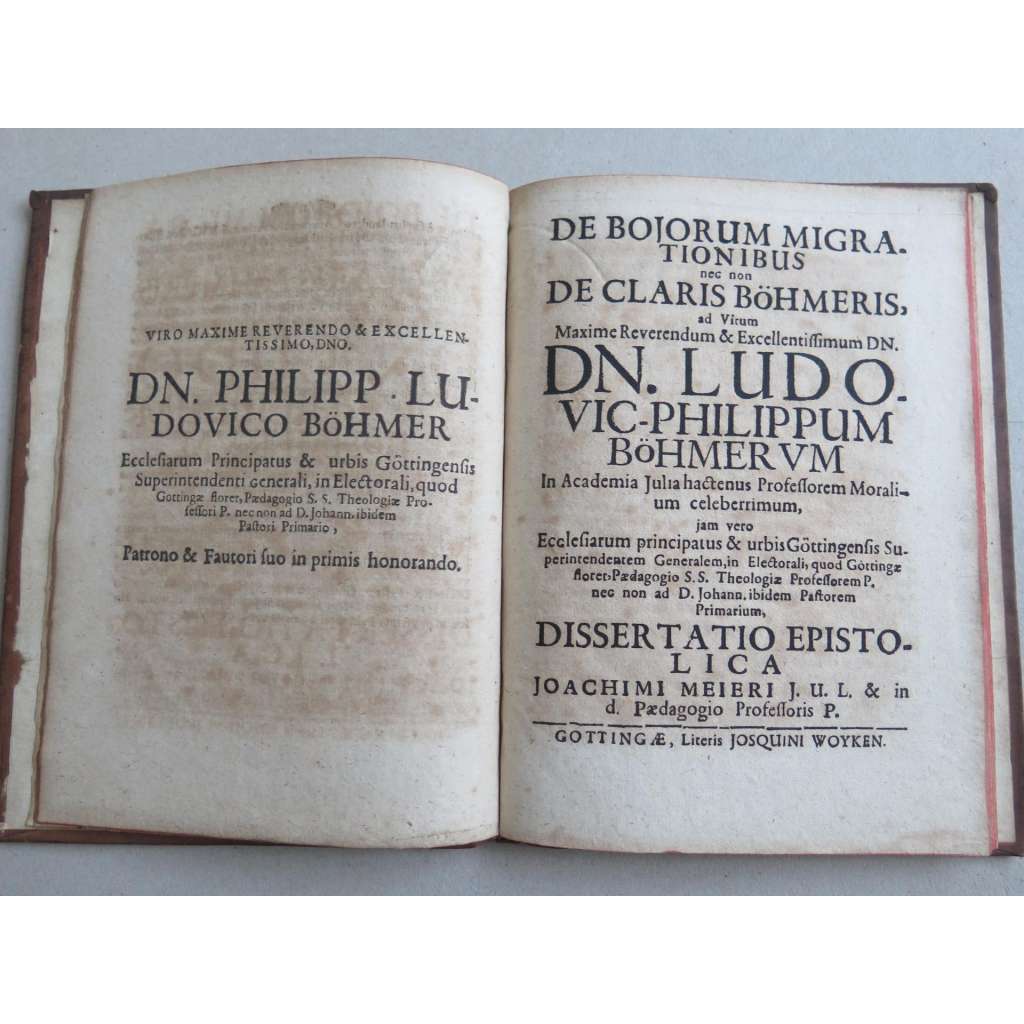 VIRO MAXIME REVERENDO & EXCELLEN-
TISSIMO, DNO.
DN. PHILIPP. LU-
DOVICO BöHMER
Ecclesiarum Principatus & urbis Göttingensis
Superintendenti Generali, in Electorali, quod
Gottingæ floret, Pædagogio S. S. Theologiæ Pro-
fessori P. nec non ad D. Johann. ibidem
Pastori Primario,
Patrono & Fautori suo in primis honorando.
DE BOJORUM MIGRA-
TIONIBUS
nec non
DE CLARIS BöHMERIS,
ad Virum
Maxime Reverendum & Excellentissimum DN.
DN. LUDO-
VIC-PHILIPPUM
BöHMERVM
In Academia Julia hactenus Professorem Morali-
um celeberrimum,
jam vero
Ecclesiarum principatus & urbis Göttingensis Su-
perintendentem Generalem, in Electorali, quod Göttingæ
floret, Pædagogio S.S. Theologiæ Professorem P.
nec non ad D. Johann. ibidem Pastorem
Primarium,
DISSERTATIO EPISTO-
LICA
JOACHIMI MEIERI J. U. L. & in
d. Pædagogio Professoris P.
GOTTINGÆ, Literis JOSQUINI WOYKEN.